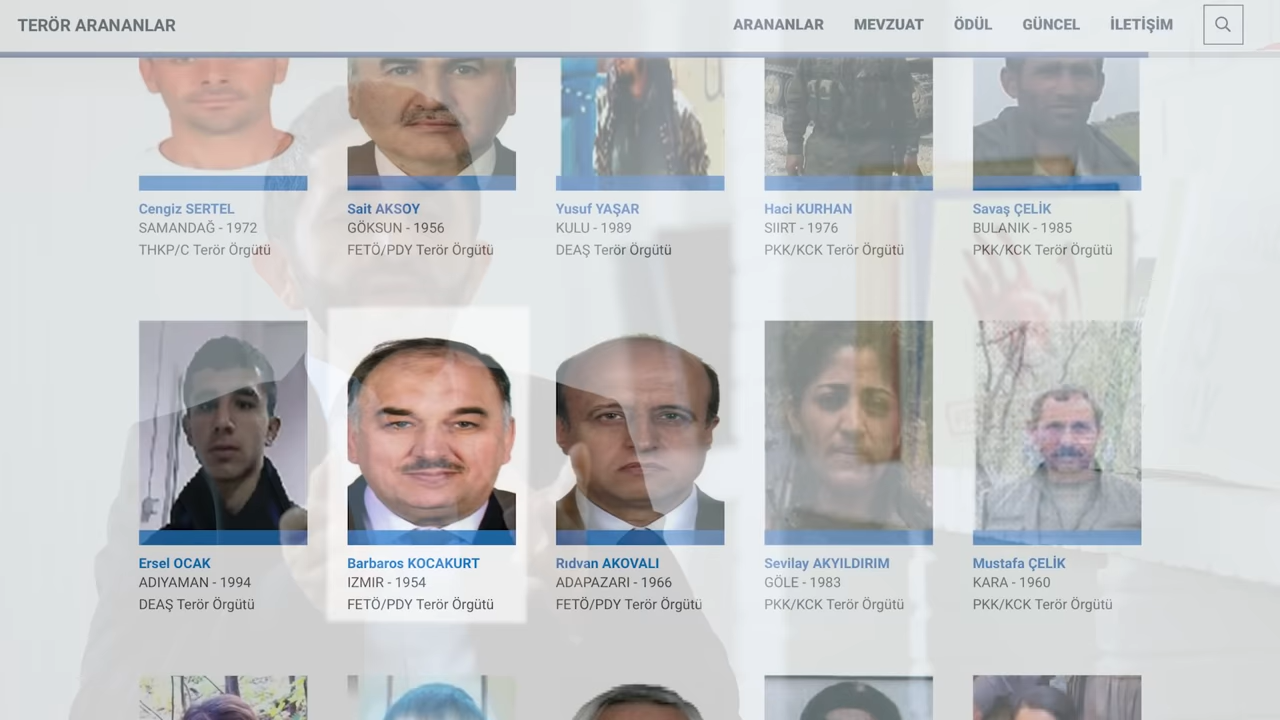 TERÖR ARANANLAR
ARANANLAR MEVZUAT ÖDÜL GÜNCEL İLETİŞİM
Cengiz SERTEL
SAMANDAĞ - 1972
THKP/C Terör Örgütü
Sait AKSOY
GÖKSUN - 1956
FETÖ/PDY Terör Örgütü
Yusuf YAŞAR
KULU - 1989
DEAŞ Terör Örgütü
Haci KURHAN
SIIRT - 1976
PKK/KCK Terör Örgütü
Savaş ÇELİK
BULANIK - 1985
PKK/KCK Terör Örgütü
Ersel OCAK
ADIYAMAN - 1994
DEAŞ Terör Örgütü
Barbaros KOCAKURT
IZMIR - 1954
FETÖ/PDY Terör Örgütü
Rıdvan AKOVALI
ADAPAZARI - 1966
FETÖ/PDY Terör Örgütü
Sevilay AKYILDIRIM
GÖLE - 1983
PKK/KCK Terör Örgütü
Mustafa ÇELİK
KARA - 1960
PKK/KCK Terör Örgütü